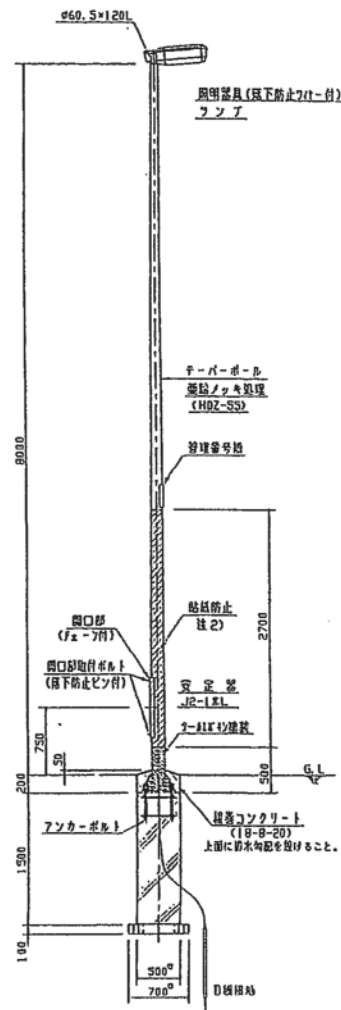 φ60.5×120L
照明器具(落下防止ワイヤー付)
ランプ
8000
テーパーポール
亜鉛メッキ処理
(HDZ-55)
管理番号板
貼紙防止
注2)
2700
開口部
(チェーン付)
開口部取付ボルト
(落下防止ピン付)
安定器
750
タールエポキシ塗装
50
G.L
200
500
根巻コンクリート
(18-8-20)
上面に排水勾配を設けること。
アンカーボルト
1500
100
500□
700□
D種接地